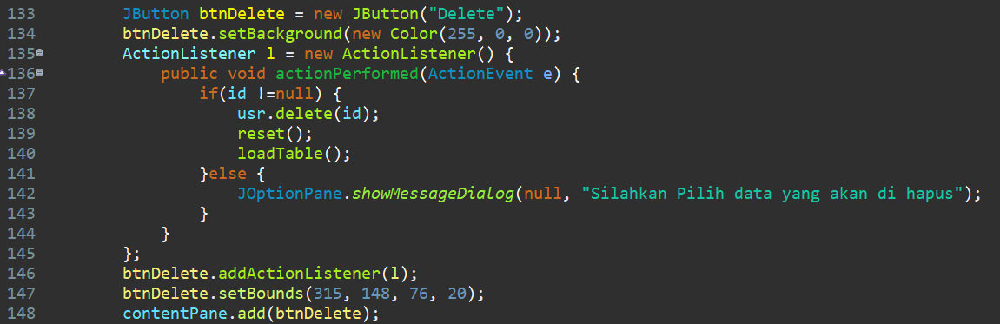 133 JButton btnDelete = new JButton("Delete");
134 btnDelete.setBackground(new Color(255, 0, 0));
135 ActionListener l = new ActionListener() {
136 public void actionPerformed(ActionEvent e) {
137 if(id !=null) {
138 usr.delete(id);
139 reset();
140 loadTable();
141 }else {
142 JOptionPane.showMessageDialog(null, "Silahkan Pilih data yang akan di hapus");
143 }
144 }
145 };
146 btnDelete.addActionListener(l);
147 btnDelete.setBounds(315, 148, 76, 20);
148 contentPane.add(btnDelete);